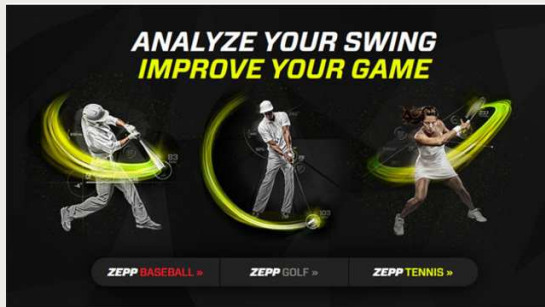 ANALYZE YOUR SWING
IMPROVE YOUR GAME
ZEPP BASEBALL »
ZEPP GOLF »
ZEPP TENNIS »